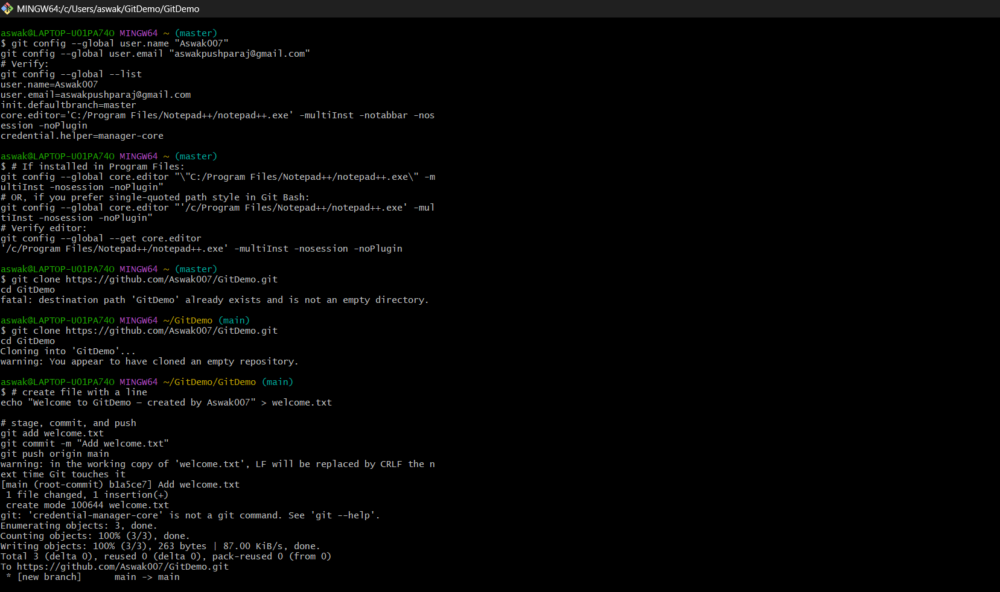 MINGW64:/c/Users/aswak/GitDemo/GitDemo
aswak@LAPTOP-UO1PA74O MINGW64 ~ (master)
$ git config --global user.name "Aswak007"
git config --global user.email "aswakpushparaj@gmail.com"
# Verify:
git config --global --list
user.name=Aswak007
user.email=aswakpushparaj@gmail.com
init.defaultbranch=master
core.editor='C:/Program Files/Notepad++/notepad++.exe' -multiInst -notabbar -nos
ession -noPlugin
credential.helper=manager-core
aswak@LAPTOP-UO1PA74O MINGW64 ~ (master)
$ # If installed in Program Files:
git config --global core.editor "\"C:/Program Files/Notepad++/notepad++.exe\" -m
ultiInst -nosession -noPlugin"
# OR, if you prefer single-quoted path style in Git Bash:
git config --global core.editor "'/c/Program Files/Notepad++/notepad++.exe' -mul
tiInst -nosession -noPlugin"
# Verify editor:
git config --global --get core.editor
'/c/Program Files/Notepad++/notepad++.exe' -multiInst -nosession -noPlugin
aswak@LAPTOP-UO1PA74O MINGW64 ~ (master)
$ git clone https://github.com/Aswak007/GitDemo.git
cd GitDemo
fatal: destination path 'GitDemo' already exists and is not an empty directory.
aswak@LAPTOP-UO1PA74O MINGW64 ~/GitDemo (main)
$ git clone https://github.com/Aswak007/GitDemo.git
cd GitDemo
Cloning into 'GitDemo'...
warning: You appear to have cloned an empty repository.
aswak@LAPTOP-UO1PA74O MINGW64 ~/GitDemo/GitDemo (main)
$ # create file with a line
echo "Welcome to GitDemo – created by Aswak007" > welcome.txt
# stage, commit, and push
git add welcome.txt
git commit -m "Add welcome.txt"
git push origin main
warning: in the working copy of 'welcome.txt', LF will be replaced by CRLF the n
ext time Git touches it
[main (root-commit) b1a5ce7] Add welcome.txt
 1 file changed, 1 insertion(+)
 create mode 100644 welcome.txt
git: 'credential-manager-core' is not a git command. See 'git --help'.
Enumerating objects: 3, done.
Counting objects: 100% (3/3), done.
Writing objects: 100% (3/3), 263 bytes | 87.00 KiB/s, done.
Total 3 (delta 0), reused 0 (delta 0), pack-reused 0 (from 0)
To https://github.com/Aswak007/GitDemo.git
 * [new branch]      main -> main